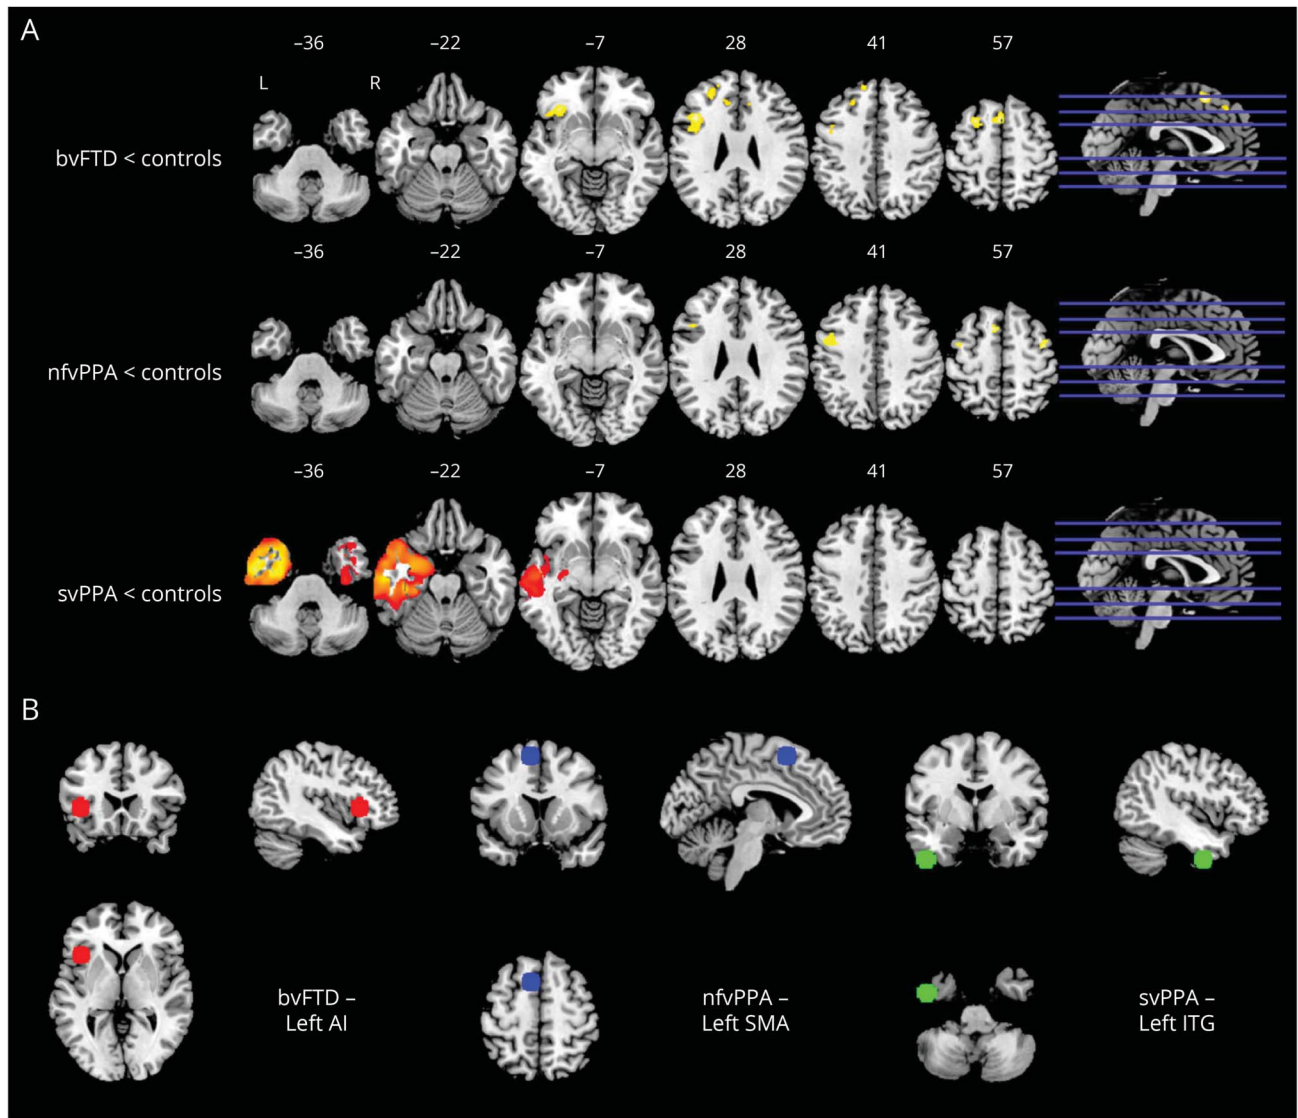 A
–36 –22 –7 28 41 57
L R
bvFTD < controls
–36 –22 –7 28 41 57
nfvPPA < controls
–36 –22 –7 28 41 57
svPPA < controls
B
bvFTD –
Left AI
nfvPPA –
Left SMA
svPPA –
Left ITG